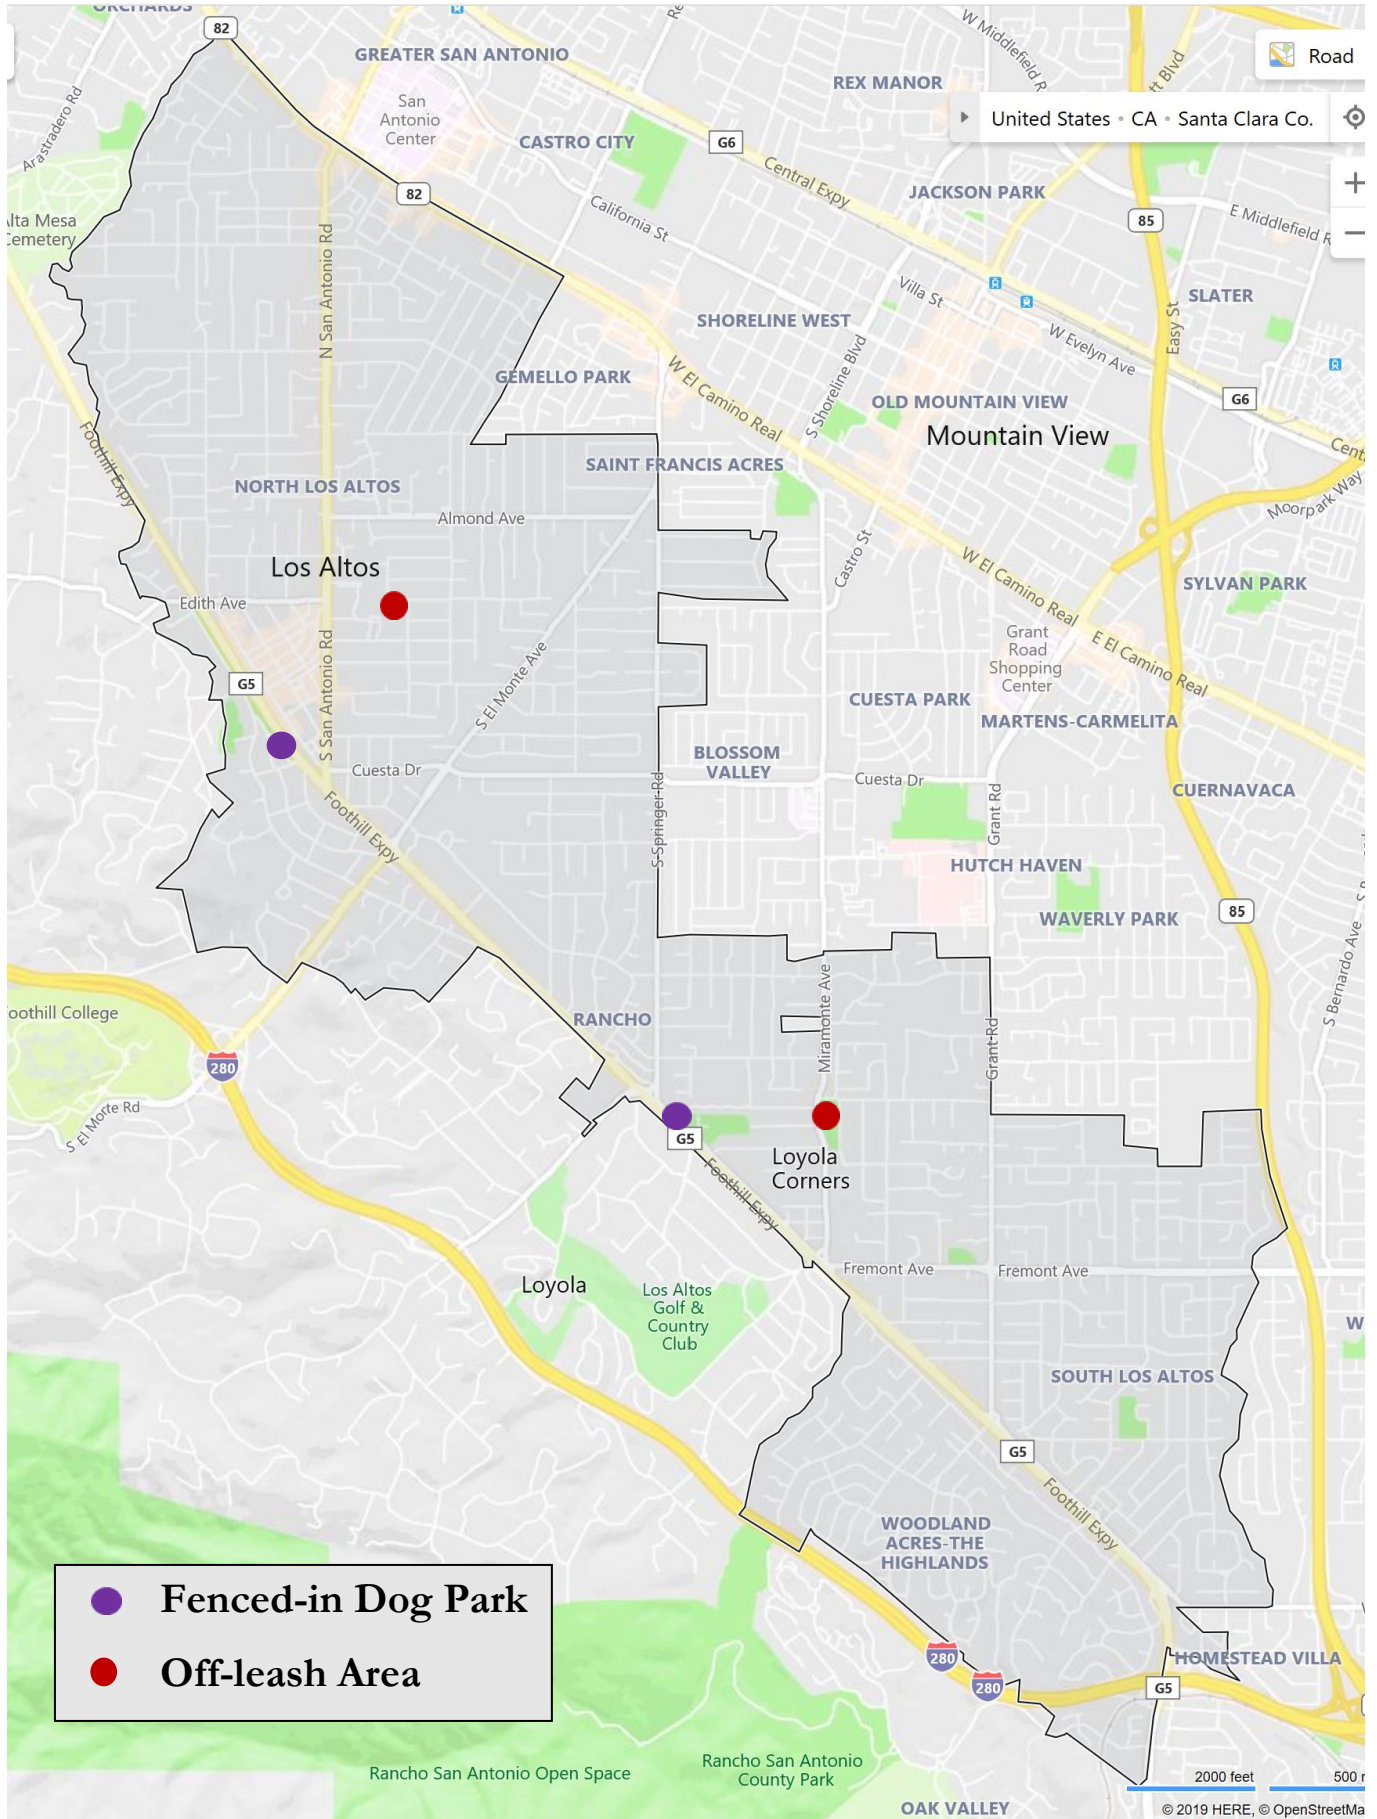 82
GREATER SAN ANTONIO
W Middlefield R
Road
REX MANOR
tt Blvd
Arastradero Rd
San
Antonio
Center
United States • CA • Santa Clara Co.
CASTRO CITY
G6
Central Expy
82
JACKSON PARK
85
E Middlefield R
lta Mesa
Cemetery
California St
N San Antonio Rd
Villa St
SLATER
SHORELINE WEST
Easy St
W Evelyn Ave
GEMELLO PARK
W El Camino Real
S Shoreline Blvd
G6
OLD MOUNTAIN VIEW
Mountain View
Cent
Foothill Expy
SAINT FRANCIS ACRES
NORTH LOS ALTOS
Moorpark Way
Almond Ave
Castro St
W El Camino Real
Los Altos
SYLVAN PARK
Edith Ave
Grant
Road
Shopping
Center
E El Camino Real
G5
S San Antonio Rd
S El Monte Ave
CUESTA PARK
MARTENS-CARMELITA
BLOSSOM
VALLEY
Cuesta Dr
Cuesta Dr
CUERNAVACA
Foothill Expy
S Springer Rd
Grant Rd
HUTCH HAVEN
WAVERLY PARK
85
S Bernardo Ave
oothill College
RANCHO
Miramonte Ave
Grant Rd
280
S El Monte Rd
G5
Loyola
Corners
Foothill Expy
Fremont Ave
Fremont Ave
Loyola
Los Altos
Golf &
Country
Club
W
SOUTH LOS ALTOS
G5
Foothill Expy
WOODLAND
ACRES-THE
HIGHLANDS
Fenced-in Dog Park
Off-leash Area
280
280
HOMESTEAD VILLA
G5
Rancho San Antonio Open Space
Rancho San Antonio
County Park
2000 feet
500 
OAK VALLEY
© 2019 HERE, © OpenStreetMa